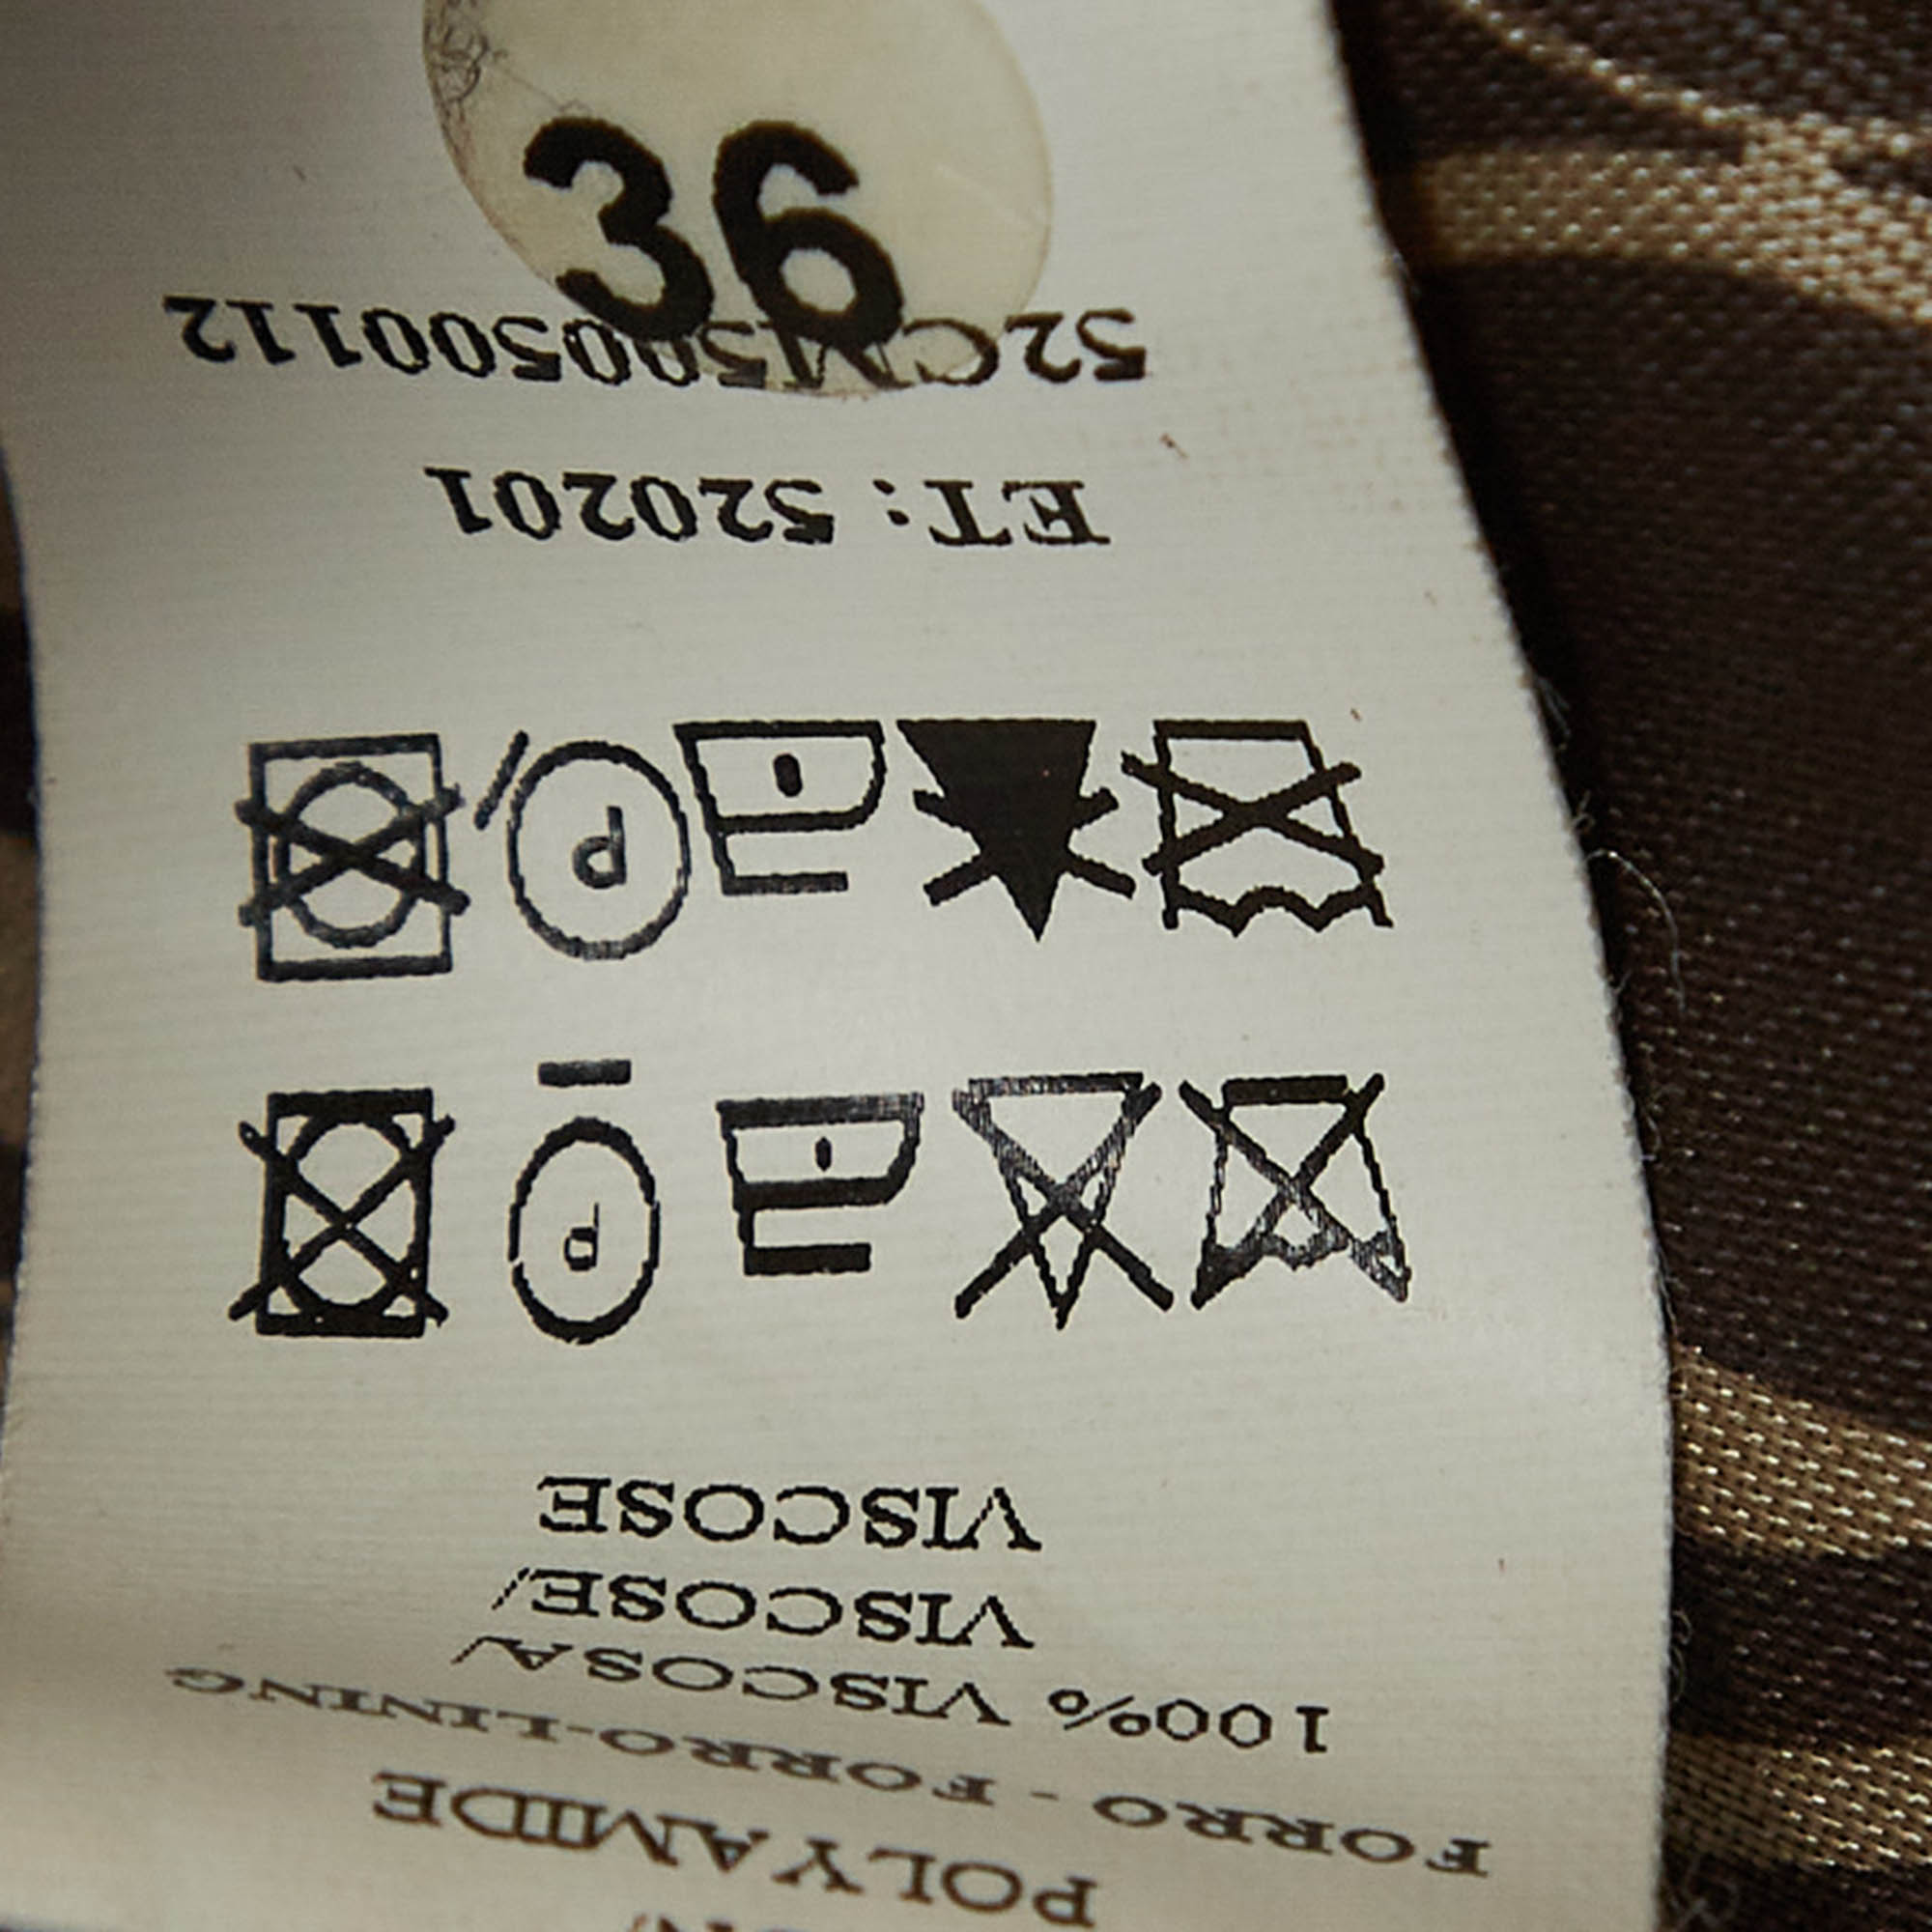 POLYAMIDE
FORRO - FORRO-LINING
100% VISCOSA/
VISCOSE/
VISCOSE
P
P
ET: 520201
52CM500500112
36